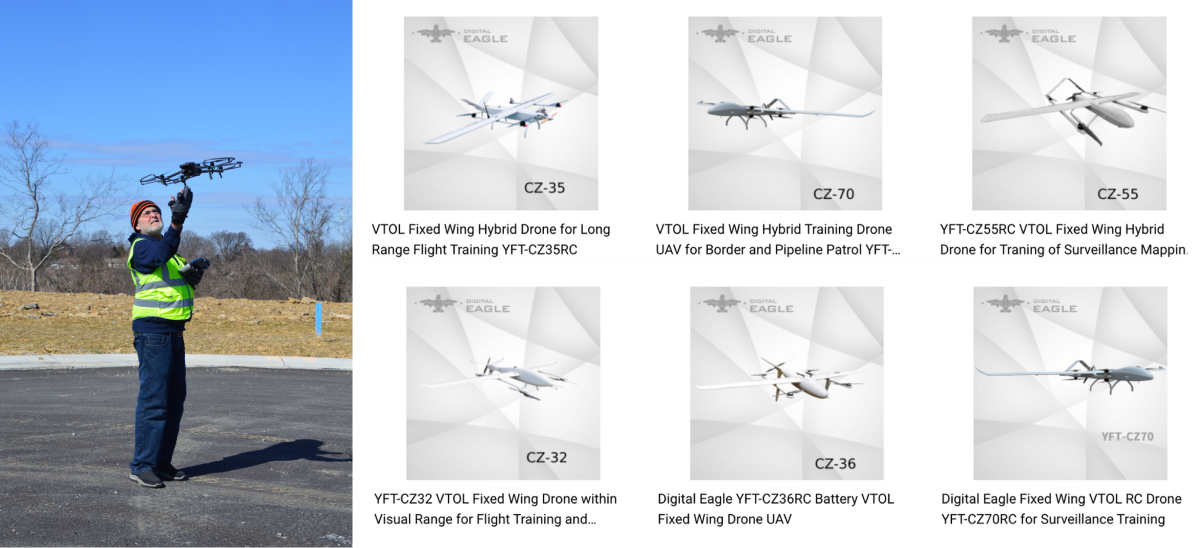 DIGITAL
EAGLE
CZ-35
VTOL Fixed Wing Hybrid Drone for Long
Range Flight Training YFT-CZ35RC
DIGITAL
EAGLE
CZ-70
VTOL Fixed Wing Hybrid Training Drone
UAV for Border and Pipeline Patrol YFT-...
DIGITAL
EAGLE
CZ-55
YFT-CZ55RC VTOL Fixed Wing Hybrid
Drone for Traning of Surveillance Mappin
DIGITAL
EAGLE
CZ-32
YFT-CZ32 VTOL Fixed Wing Drone within
Visual Range for Flight Training and...
DIGITAL
EAGLE
CZ-36
Digital Eagle YFT-CZ36RC Battery VTOL
Fixed Wing Drone UAV
DIGITAL
EAGLE
YFT-CZ70
Digital Eagle Fixed Wing VTOL RC Drone
YFT-CZ70RC for Surveillance Training